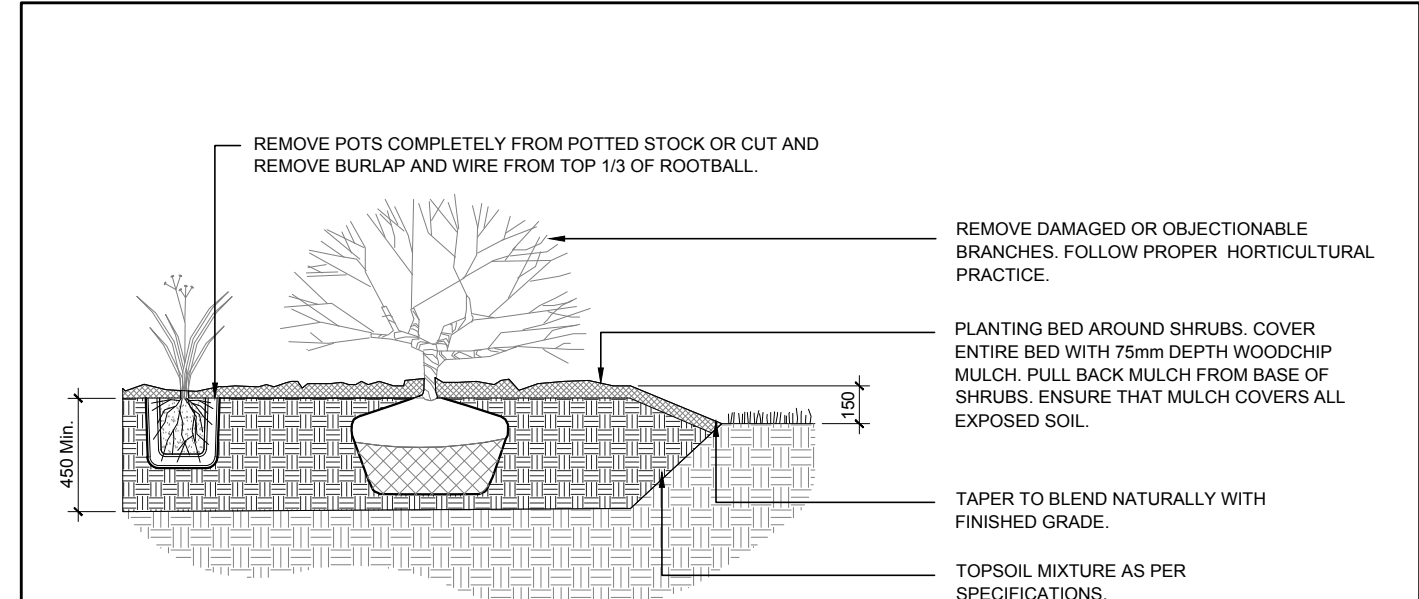 REMOVE POTS COMPLETELY FROM POTTED STOCK OR CUT AND
REMOVE BURLAP AND WIRE FROM TOP 1/3 OF ROOTBALL.
REMOVE DAMAGED OR OBJECTIONABLE
BRANCHES. FOLLOW PROPER HORTICULTURAL
PRACTICE.
PLANTING BED AROUND SHRUBS. COVER
ENTIRE BED WITH 75mm DEPTH WOODCHIP
MULCH. PULL BACK MULCH FROM BASE OF
SHRUBS. ENSURE THAT MULCH COVERS ALL
EXPOSED SOIL.
150
450 Min.
TAPER TO BLEND NATURALLY WITH
FINISHED GRADE.
TOPSOIL MIXTURE AS PER
SPECIFICATIONS.